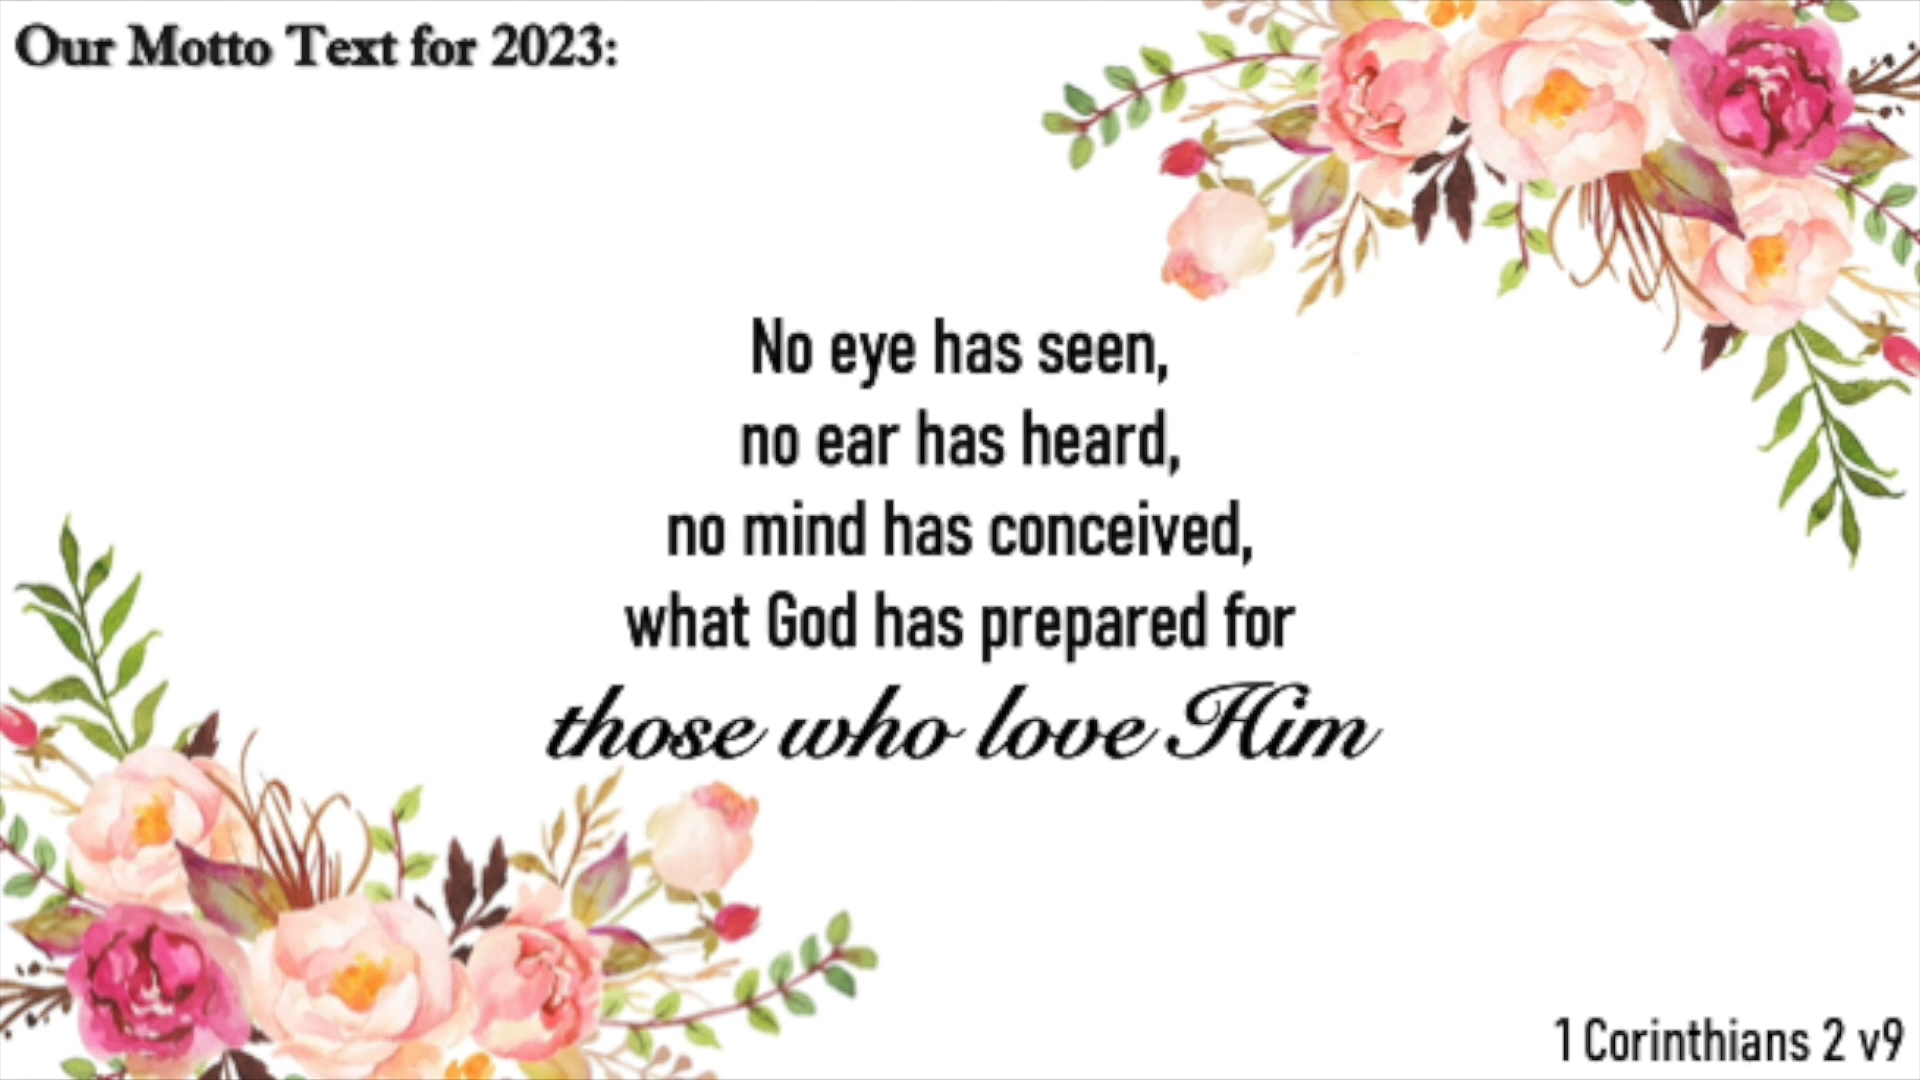 Our Motto Text for 2023:
No eye has seen,
no ear has heard,
no mind has conceived,
what God has prepared for
those who love Him
1 Corinthians 2 v9